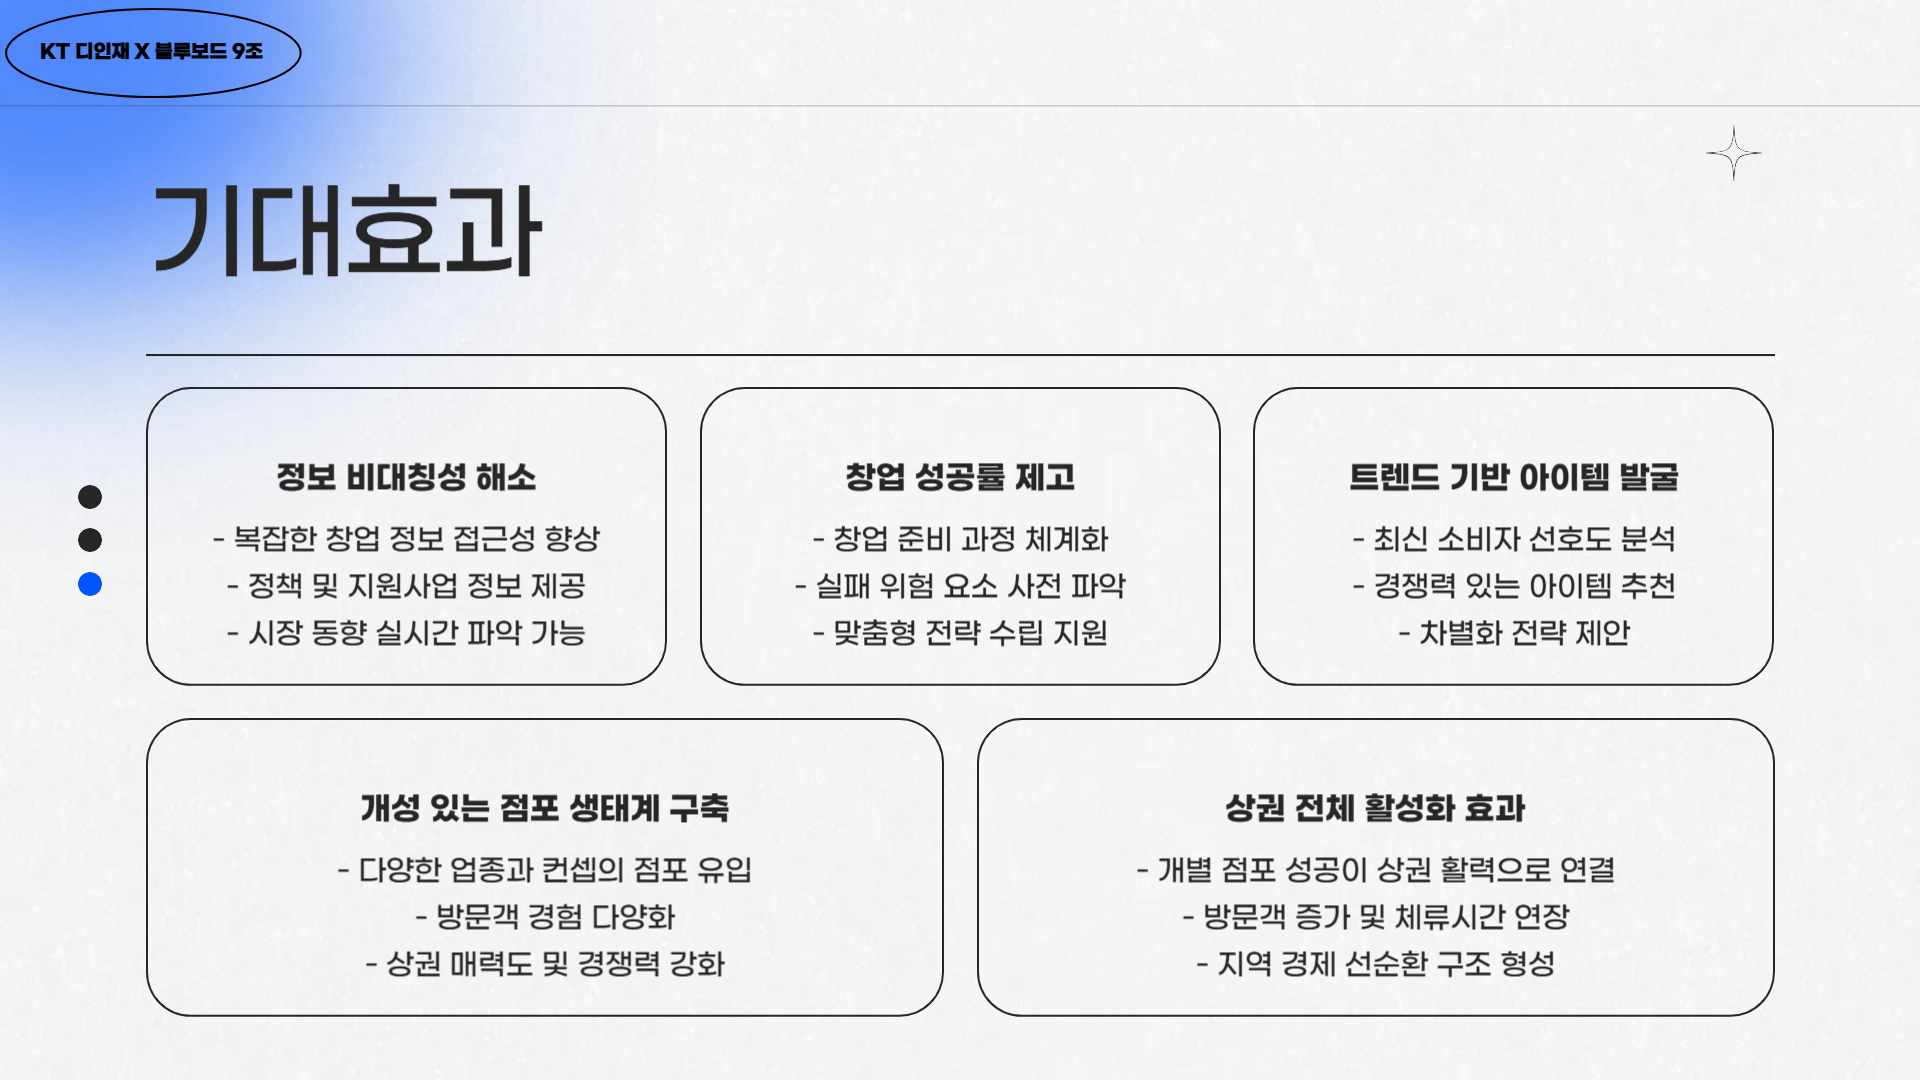 KT 디인재 X 블루보드 9조
기대효과
정보 비대칭성 해소
- 복잡한 창업 정보 접근성 향상
- 정책 및 지원사업 정보 제공
- 시장 동향 실시간 파악 가능
창업 성공률 제고
- 창업 준비 과정 체계화
- 실패 위험 요소 사전 파악
- 맞춤형 전략 수립 지원
트렌드 기반 아이템 발굴
- 최신 소비자 선호도 분석
- 경쟁력 있는 아이템 추천
- 차별화 전략 제안
개성 있는 점포 생태계 구축
- 다양한 업종과 컨셉의 점포 유입
- 방문객 경험 다양화
- 상권 매력도 및 경쟁력 강화
상권 전체 활성화 효과
- 개별 점포 성공이 상권 활력으로 연결
- 방문객 증가 및 체류시간 연장
- 지역 경제 선순환 구조 형성